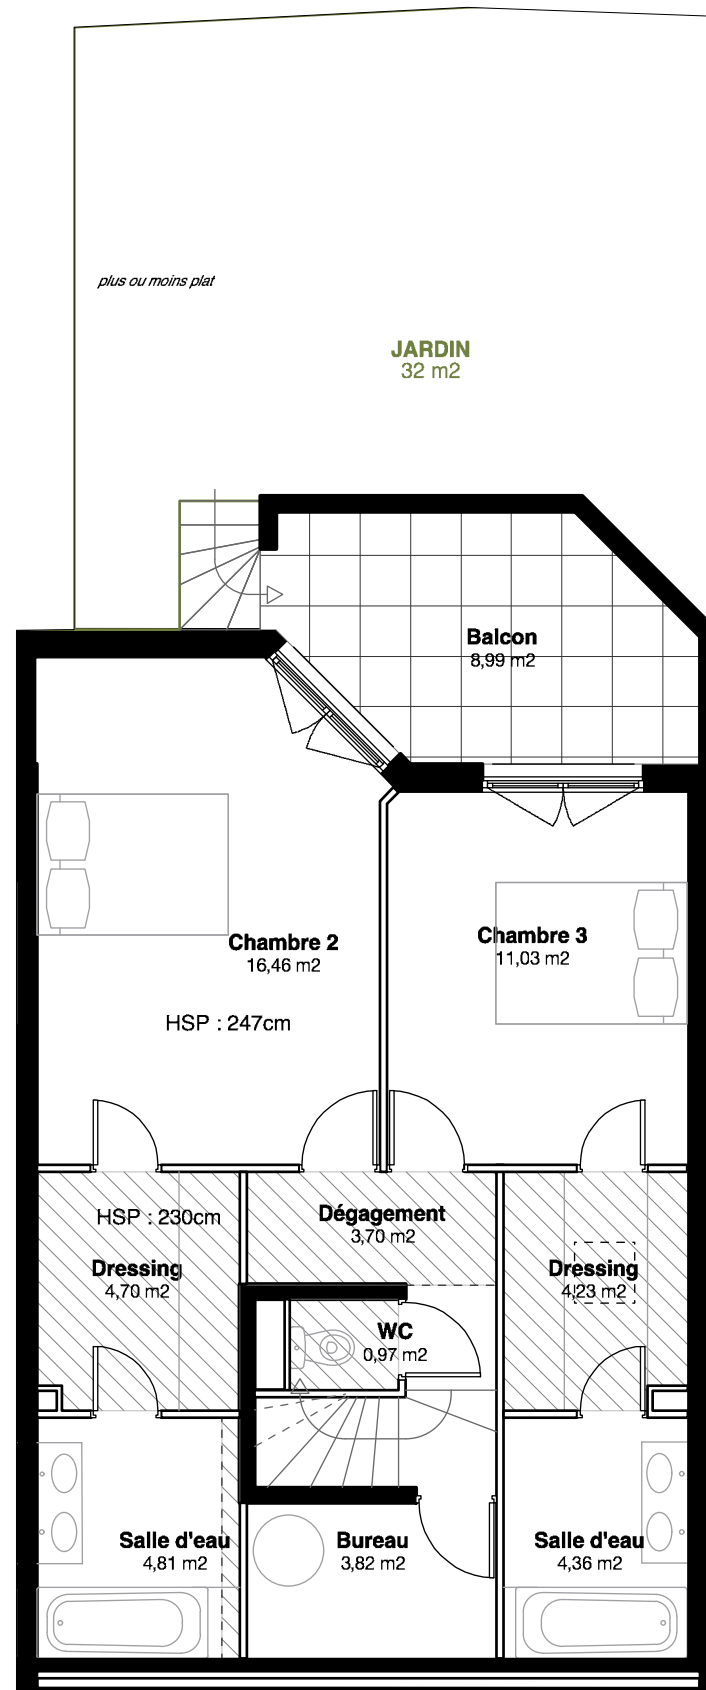 plus ou moins plat
JARDIN
32 m2
Balcon
8,99 m2
Chambre 2
16,46 m2
HSP : 247cm
Chambre 3
11,03 m2
HSP : 230cm
Dressing
4,70 m2
Dégagement
3,70 m2
Dressing
4,23 m2
WC
0,97 m2
Salle d'eau
4,81 m2
Bureau
3,82 m2
Salle d'eau
4,36 m2